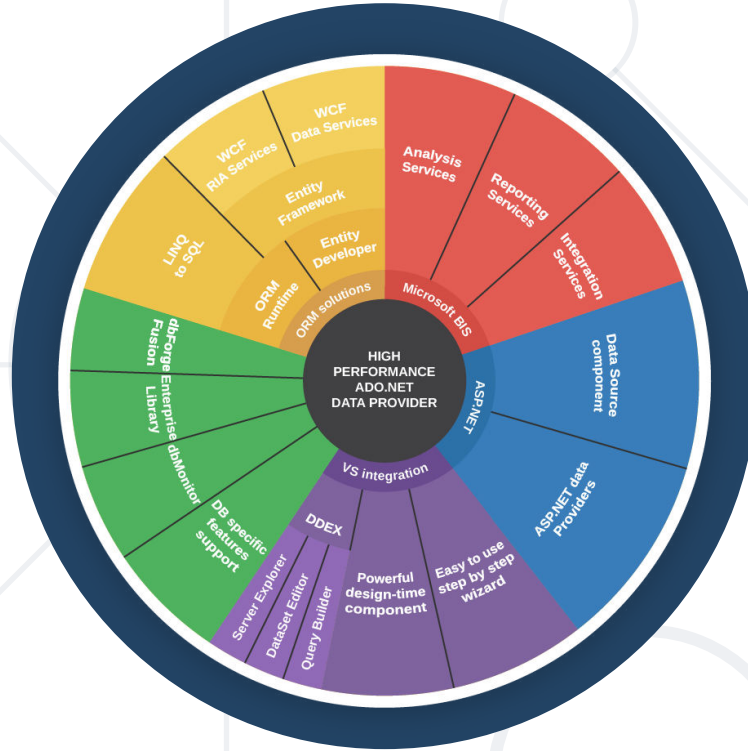 HIGH
PERFORMANCE
ADO.NET
DATA PROVIDER
Microsoft BIS
Analysis
Services
Reporting
Services
Integration
Services
ASP.NET
Data Source
component
ASP.NET data
Providers
VS integration
Easy to use
step by step
wizard
Powerful
design-time
component
DDEX
Query Builder
DataSet Editor
Server Explorer
DB specific
features
support
dbMonitor
Enterprise
Library
dbForge
Fusion
ORM solutions
LINQ
to SQL
ORM
Runtime
Entity
Developer
Entity
Framework
WCF
RIA Services
WCF
Data Services